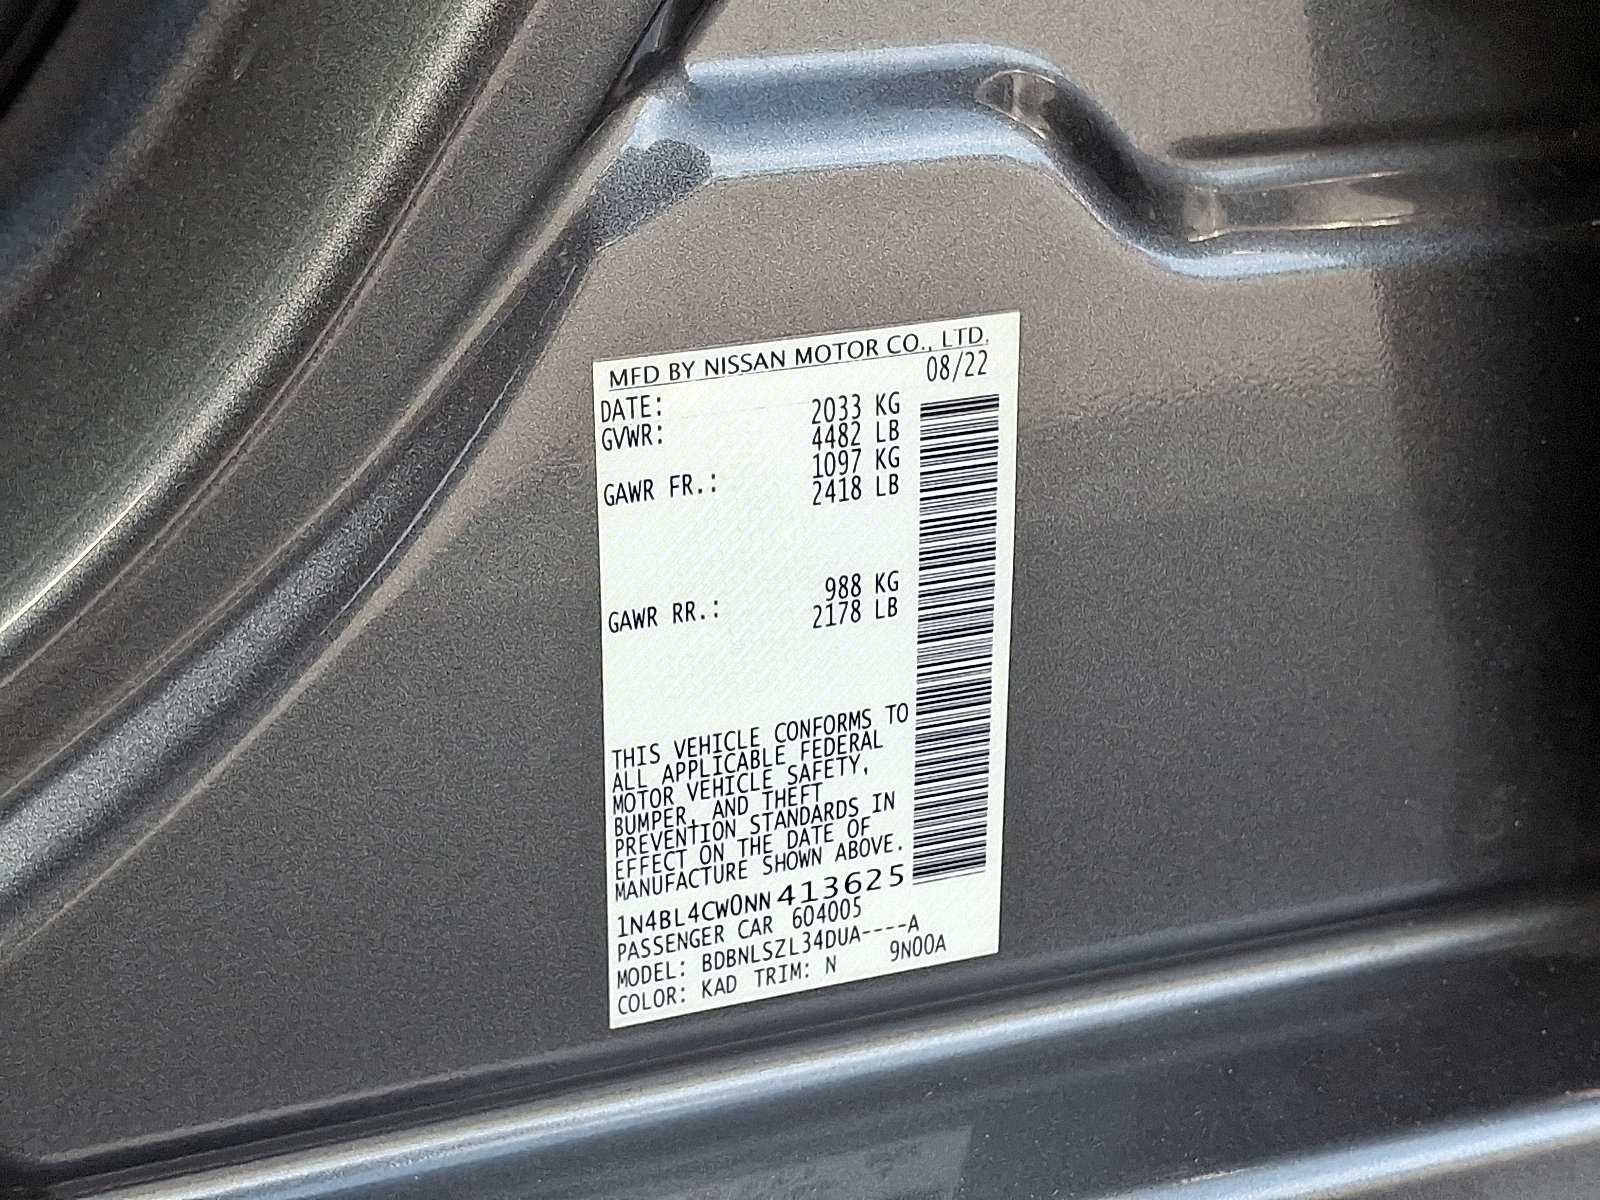 MFD BY NISSAN MOTOR CO., LTD.
DATE: 08/22
GVWR: 2033 KG
4482 LB
GAWR FR.: 1097 KG
2418 LB
GAWR RR.: 988 KG
2178 LB
THIS VEHICLE CONFORMS TO
ALL APPLICABLE FEDERAL
MOTOR VEHICLE SAFETY,
BUMPER, AND THEFT
PREVENTION STANDARDS IN
EFFECT ON THE DATE OF
MANUFACTURE SHOWN ABOVE.
1N4BL4CW0NN413625
PASSENGER CAR 604005
MODEL: BDBNLSZL34DUA----A
COLOR: KAD TRIM: N 9N00A